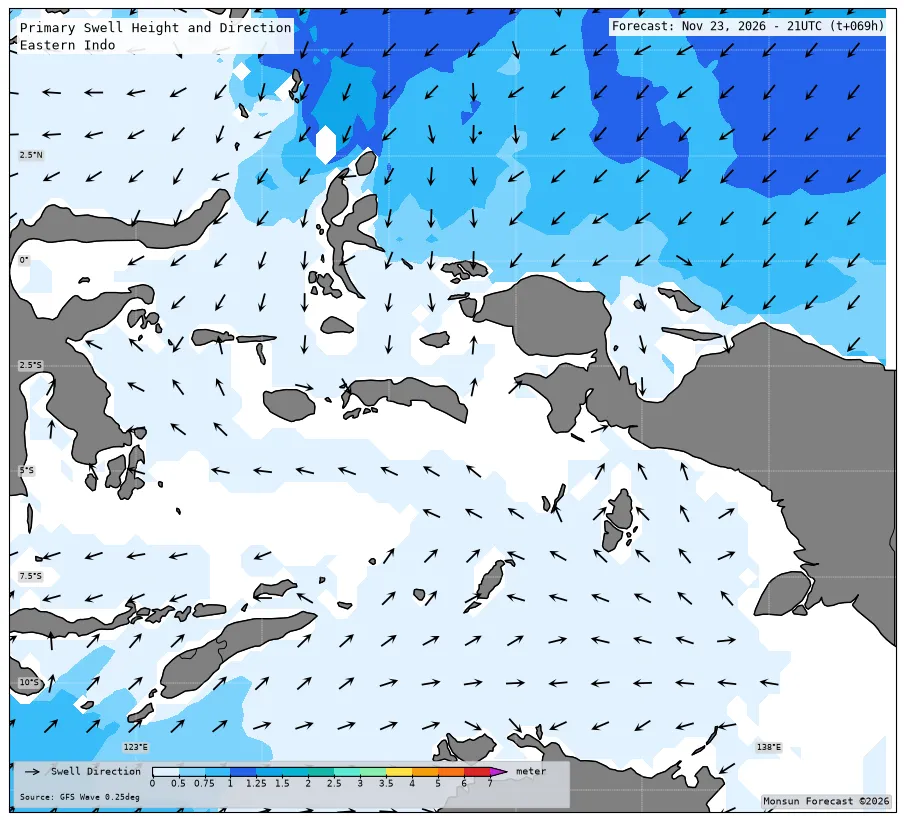 Primary Swell Height and Direction
Eastern Indo
Forecast: Nov 23, 2026 - 21UTC (t+069h)
2.5°N
0°
2.5°S
5°S
7.5°S
10°S
123°E
138°E
Swell Direction
meter
0 0.5 0.75 1 1.25 1.5 2 2.5 3 3.5 4 5 6 7
Source: GFS Wave 0.25deg
Monsun Forecast ©2026